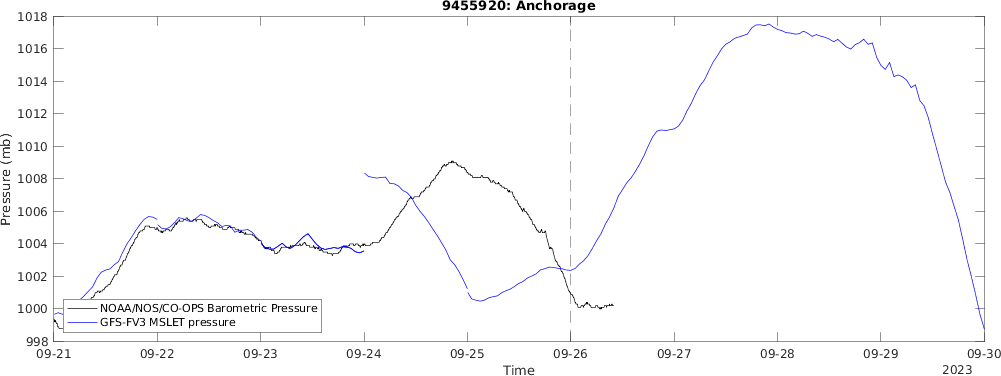 9455920: Anchorage
1018
1016
1014
1012
1010
1008
1006
1004
1002
1000
998
Pressure (mb)
NOAA/NOS/CO-OPS Barometric Pressure
GFS-FV3 MSLET pressure
09-21 09-22 09-23 09-24 09-25 09-26 09-27 09-28 09-29 09-30
Time
2023